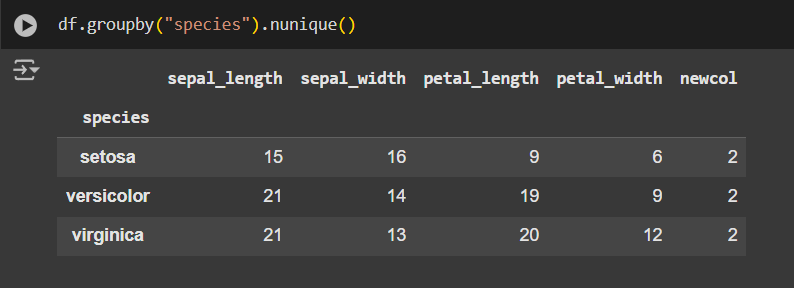 df.groupby("species").nunique()
sepal_length sepal_width petal_length petal_width newcol
species
setosa 15 16 9 6 2
versicolor 21 14 19 9 2
virginica 21 13 20 12 2